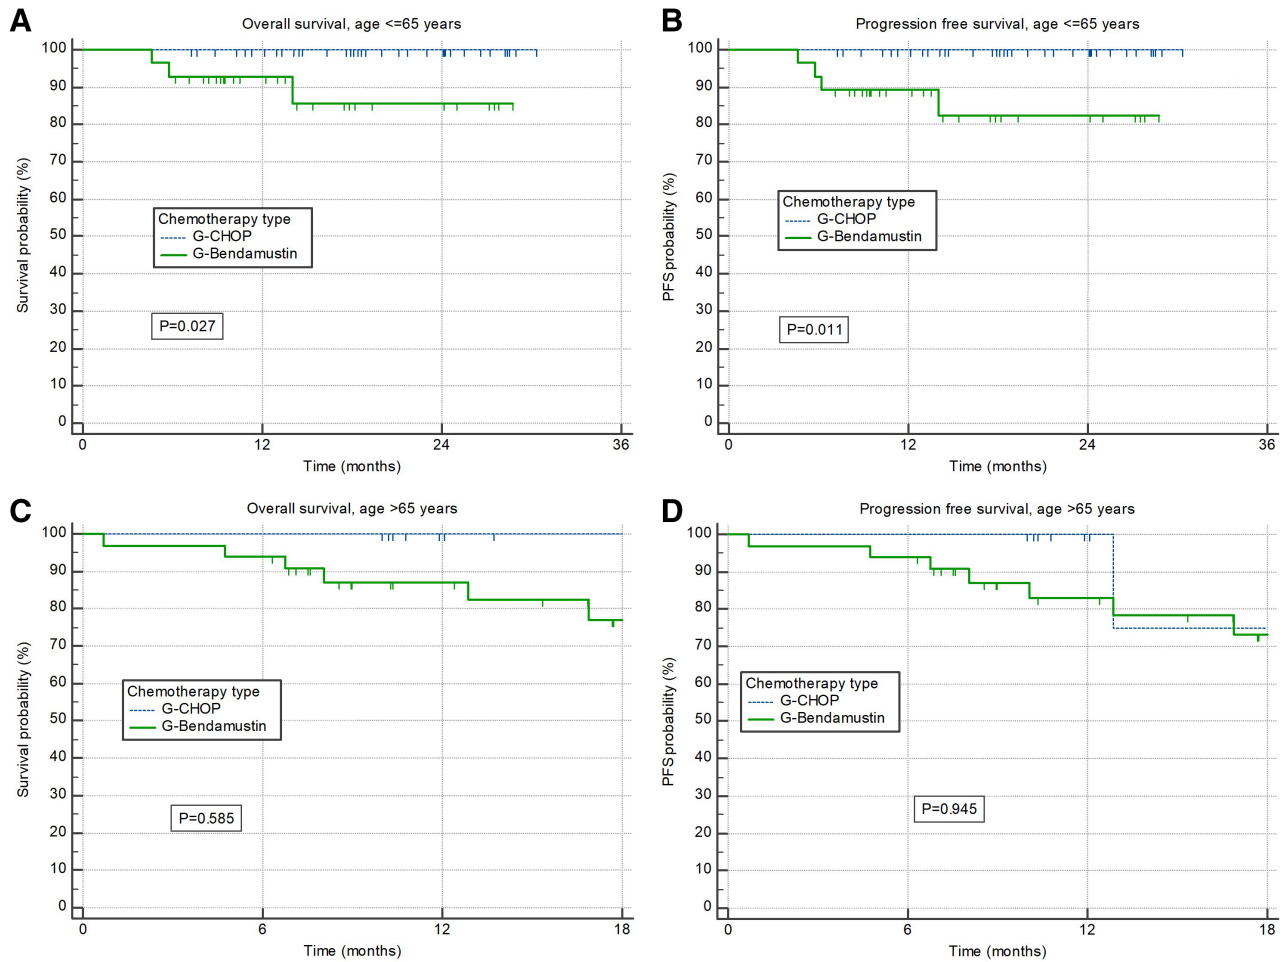 A
Overall survival, age <=65 years
100
90
80
70
60
50
40
30
20
10
0
Survival probability (%)
Chemotherapy type
G-CHOP
G-Bendamustin
P=0.027
0 12 24 36
Time (months)
B
Progression free survival, age <=65 years
100
90
80
70
60
50
40
30
20
10
0
PFS probability (%)
Chemotherapy type
G-CHOP
G-Bendamustin
P=0.011
0 12 24 36
Time (months)
C
Overall survival, age >65 years
100
90
80
70
60
50
40
30
20
10
0
Survival probability (%)
Chemotherapy type
G-CHOP
G-Bendamustin
P=0.585
0 6 12 18
Time (months)
D
Progression free survival, age >65 years
100
90
80
70
60
50
40
30
20
10
0
PFS probability (%)
Chemotherapy type
G-CHOP
G-Bendamustin
P=0.945
0 6 12 18
Time (months)